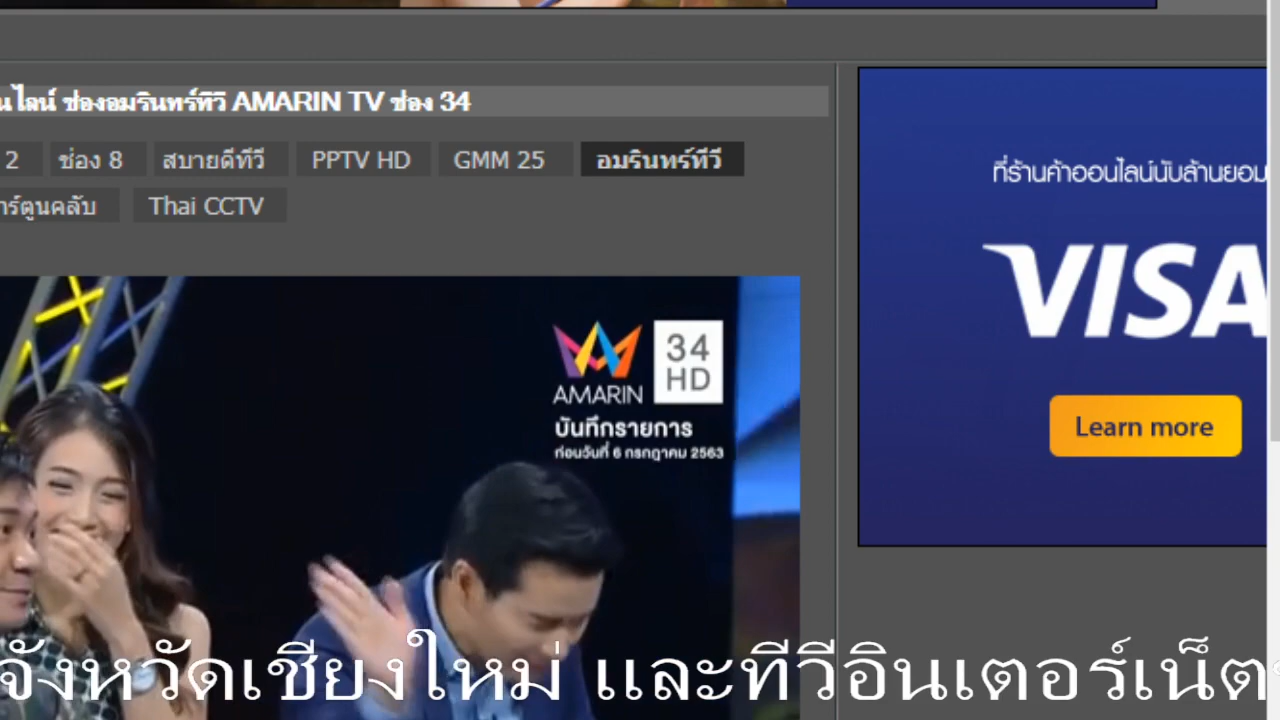 นไลน์ ช่องอมรินทร์ทีวี AMARIN TV ช่อง 34
2 ช่อง 8 สบายดีทีวี PPTV HD GMM 25 อมรินทร์ทีวี
าร์ตูนคลับ Thai CCTV
ที่ร้านค้าออนไลน์นับล้านยอม
VISA
Learn more
34
HD
AMARIN
บันทึกรายการ
ก่อนวันที่ 6 กรกฎาคม 2563
จังหวัดเชียงใหม่ และทีวีอินเตอร์เน็ต